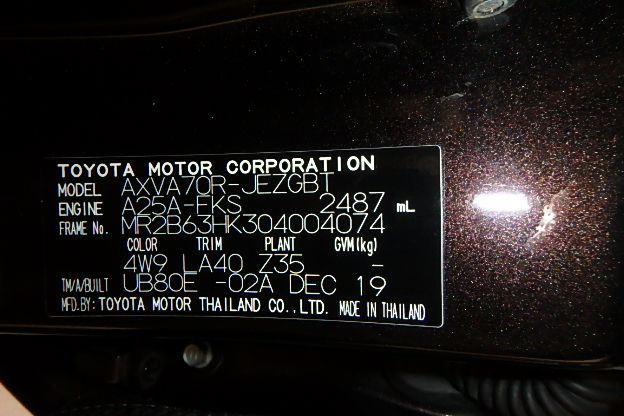 TOYOTA MOTOR CORPORATION
MODEL AXVA70R-JEZGBT
ENGINE A25A-FKS 2487 mL
FRAME No. MR2B63HK304004074
COLOR TRIM PLANT GVM(kg)
4W9 LA40 Z35 -
TM/A/BUILT UB80E -02A DEC 19
MFD.BY: TOYOTA MOTOR THAILAND CO.,LTD. MADE IN THAILAND